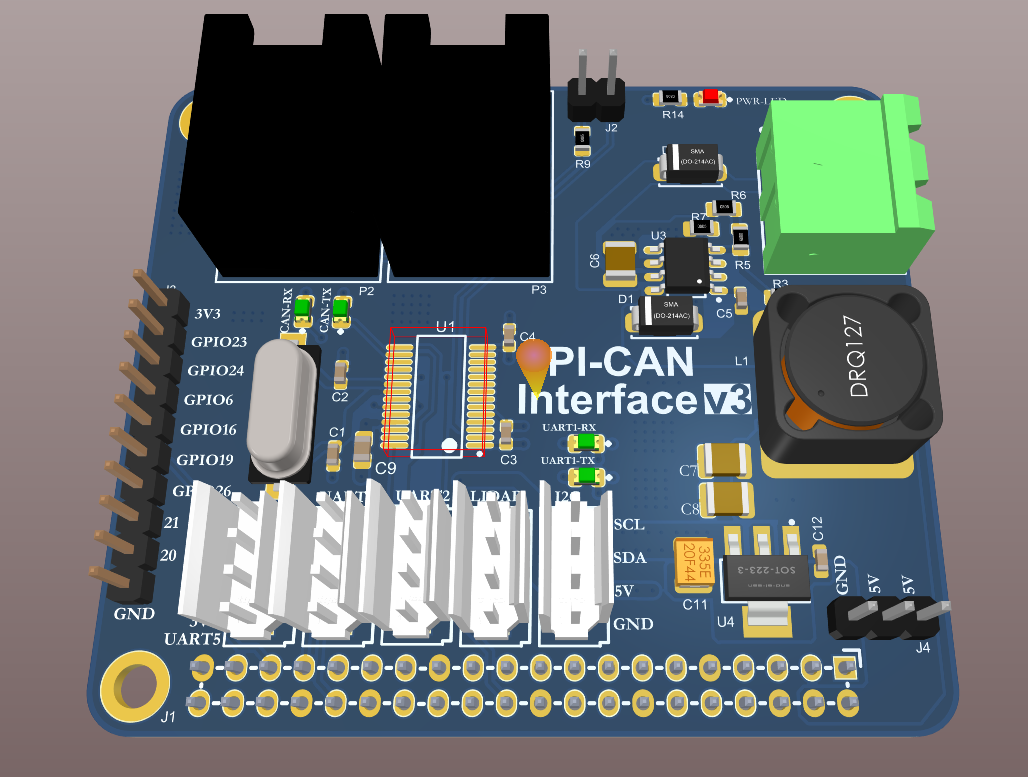 J2
R14
PWR-LED
R9
SMA
(DO-214AC)
R6
R7
U3
R5
C6
P2
P3
R3
D1
SMA
(DO-214AC)
C5
CAN-RX
CAN-TX
3V3
GPIO23
GPIO24
GPIO6
GPIO16
GPIO19
21
20
GND
U1
C4
C2
C1
C9
C3
PI-CAN
Interface v3
L1
DRQ127
UART1-RX
UART1-TX
C7
C8
UART2
LIDAR
SCL
SDA
5V
GND
335E
20F44
C11
SOT-223-3
U4
C12
GND
5V
5V
J4
UART5
J1